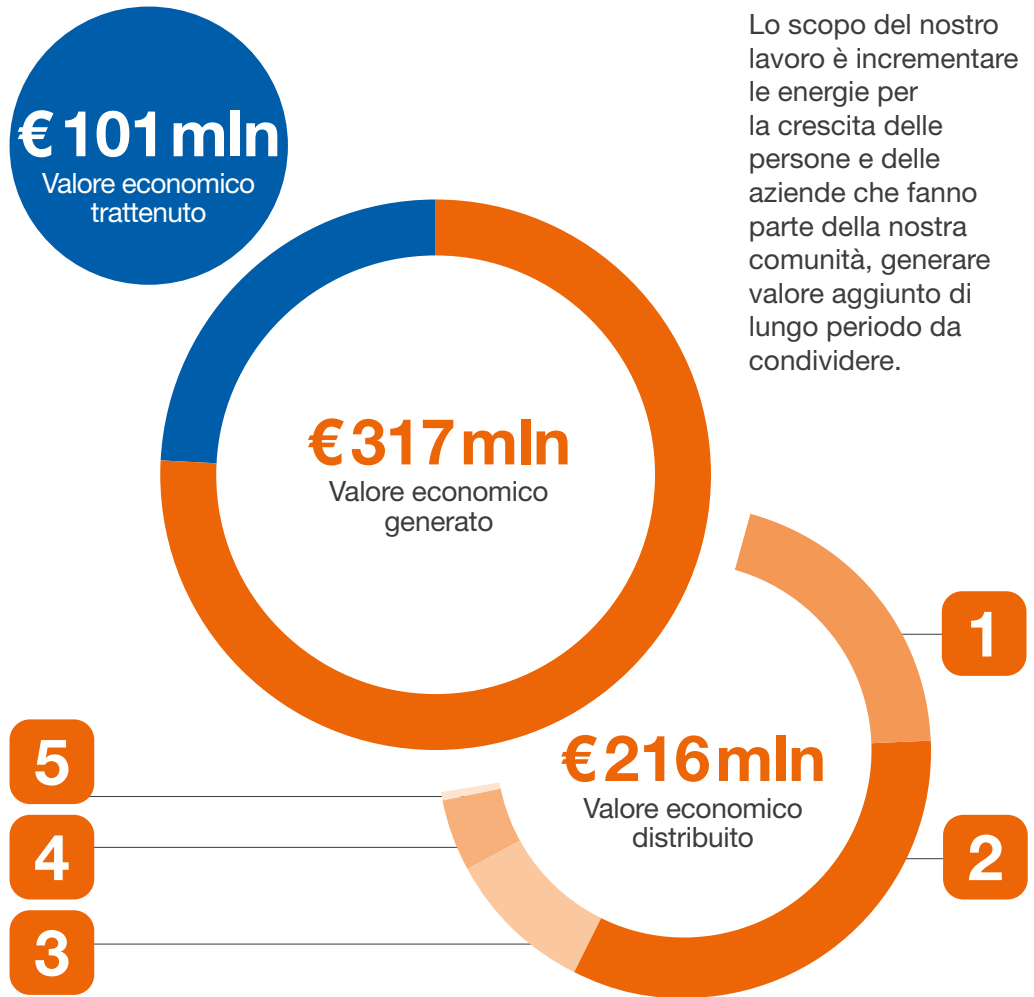 € 101 mln
Valore economico
trattenuto
Lo scopo del nostro
lavoro è incrementare
le energie per
la crescita delle
persone e delle
aziende che fanno
parte della nostra
comunità, generare
valore aggiunto di
lungo periodo da
condividere.
€ 317 mln
Valore economico
generato
1
€ 216 mln
Valore economico
distribuito
2
5
4
3